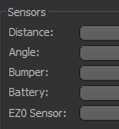 Sensors
Distance:
Angle:
Bumper:
Battery:
EZ0 Sensor: